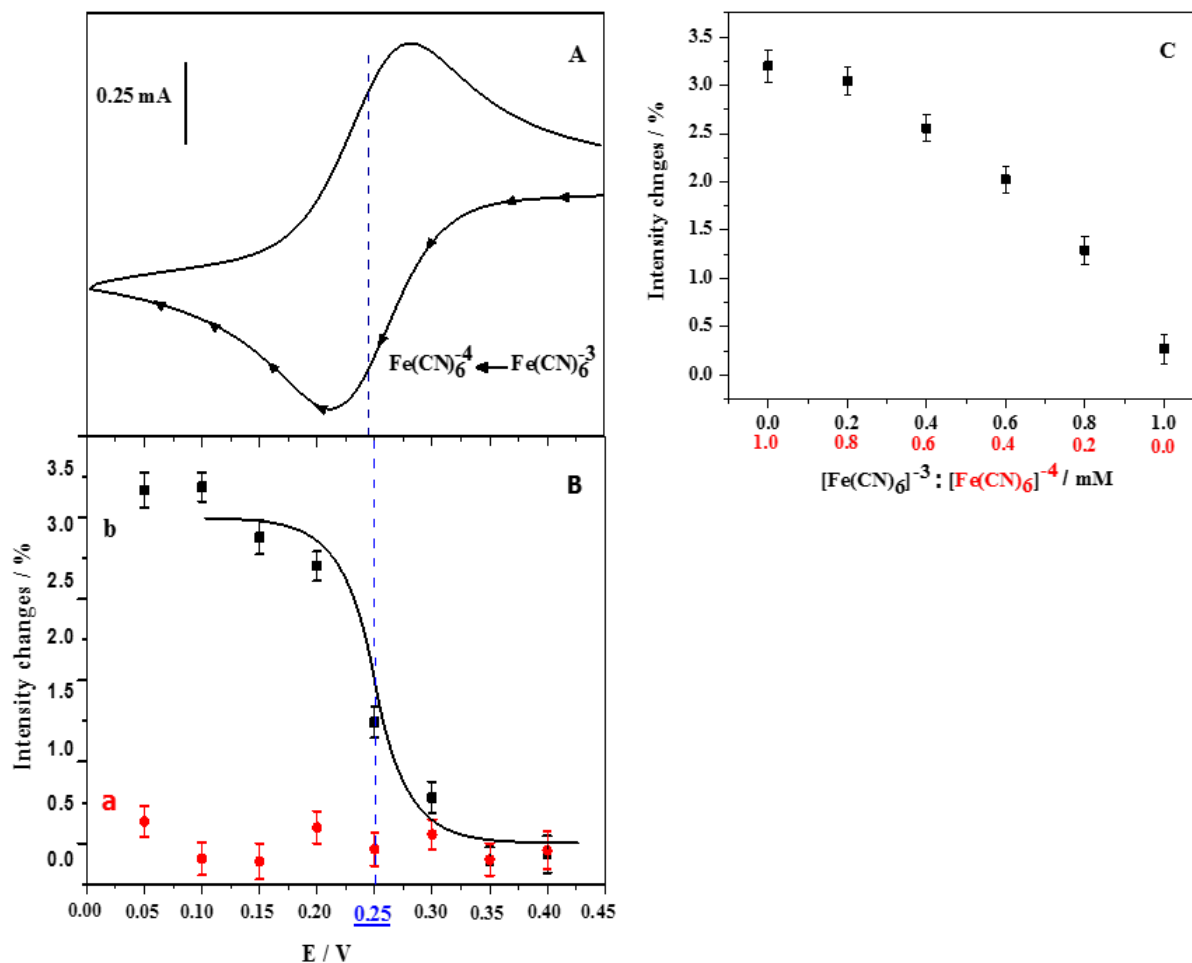 A
0.25 mA
Fe(CN)6-4 ← Fe(CN)6-3
B
b
a
Intensity changes / %
3.5
3.0
2.5
2.0
1.5
1.0
0.5
0.0
0.00 0.05 0.10 0.15 0.20 0.25 0.30 0.35 0.40 0.45
E / V
C
Intensity chnges / %
3.5
3.0
2.5
2.0
1.5
1.0
0.5
0.0
0.0 0.2 0.4 0.6 0.8 1.0
1.0 0.8 0.6 0.4 0.2 0.0
[Fe(CN)6]-3 : [Fe(CN)6]-4 / mM